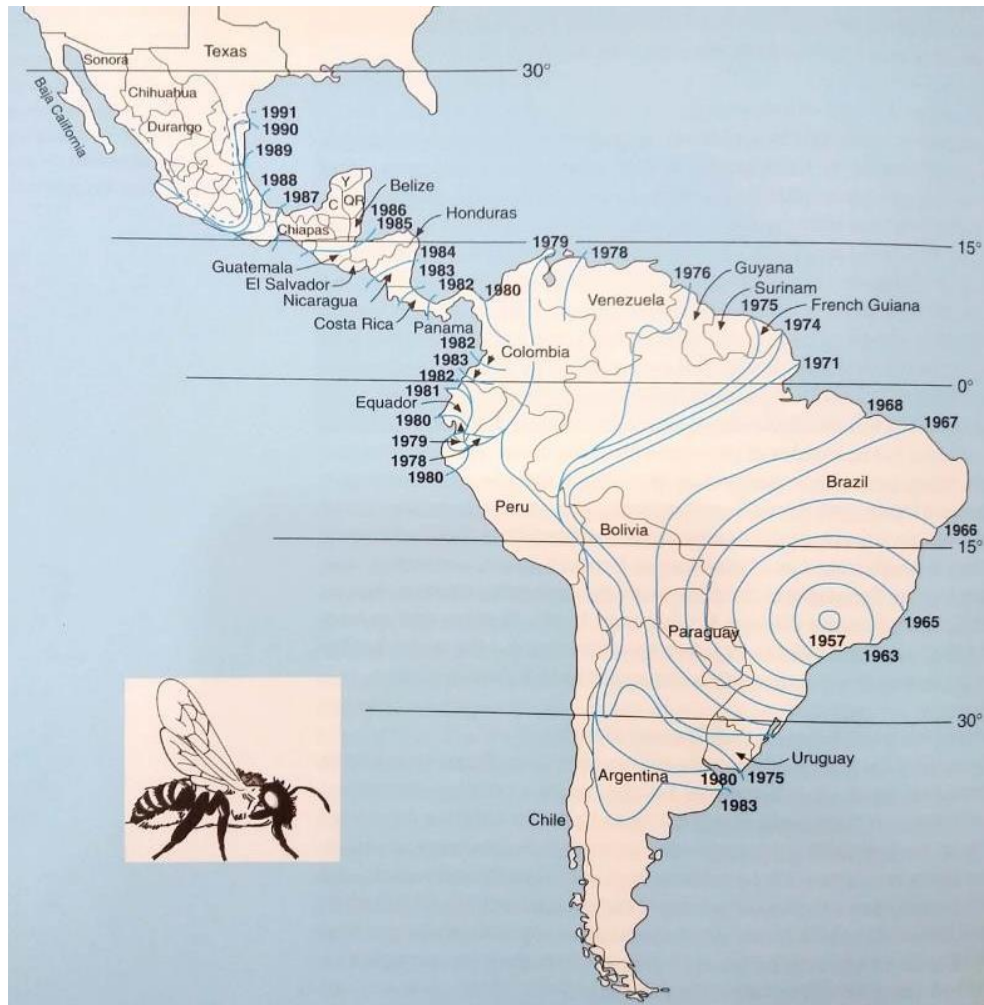 Texas
Sonora
30°
Chihuahua
Baja California
1991
Durango
1990
1989
1988
1987
Y
Belize
C
QR
1986
Honduras
1985
Chiapas
15°
1979
1978
1984
Guatemala
1983
1976
Guyana
El Salvador
1982
1980
Surinam
Nicaragua
Venezuela
1975
French Guiana
Costa Rica
1974
Panama
1982
1983
Colombia
1971
1982
0°
1981
Equador
1968
1980
1967
1979
1978
1980
Brazil
Peru
Bolivia
1966
15°
1965
Paraguay
1957
1963
30°
Uruguay
Argentina
1980
1975
1983
Chile